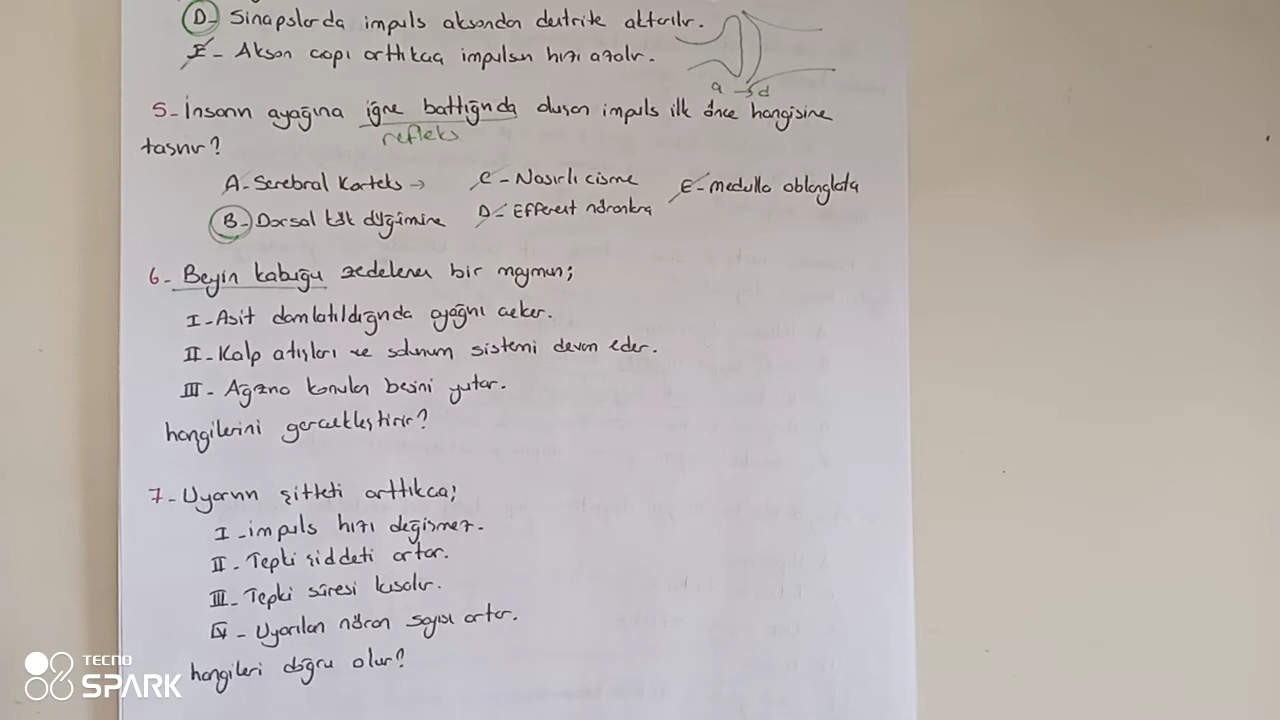 D- Sinapslarda impuls aksondan dentrite aktarılır.
E- Akson çapı arttıkça impulsun hızı azalır.
a → d
5- İnsanın ayağına iğne battığında oluşan impuls ilk önce hangisine
refleks
taşınır?
A- Serebral korteks →
C- Nasırlı cisme
E- medulla oblongata
B- Dorsal kök düğümüne
D- Efferent nöronlara
6- Beyin kabuğu zedelenen bir maymun;
I- Asit damlatıldığında ayağını çeker.
II- Kalp atışları ve solunum sistemi devam eder.
III- Ağzına konulan besini yutar.
hangilerini gerçekleştirir?
7- Uyarının şitteti arttıkça;
I- impuls hızı değişmez.
II- Tepki şiddeti artar.
III- Tepki süresi kısalır.
IV- Uyarılan nöron sayısı artar.
hangileri doğru olur?
TECNO
SPARK